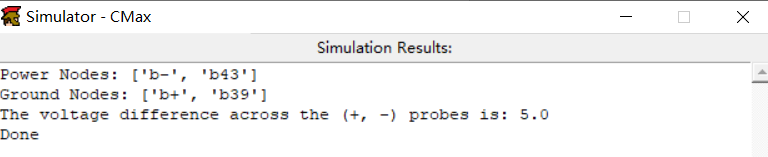 Simulator - CMax
Simulation Results:
Power Nodes: ['b-', 'b43']
Ground Nodes: ['b+', 'b39']
The voltage difference across the (+, -) probes is: 5.0
Done